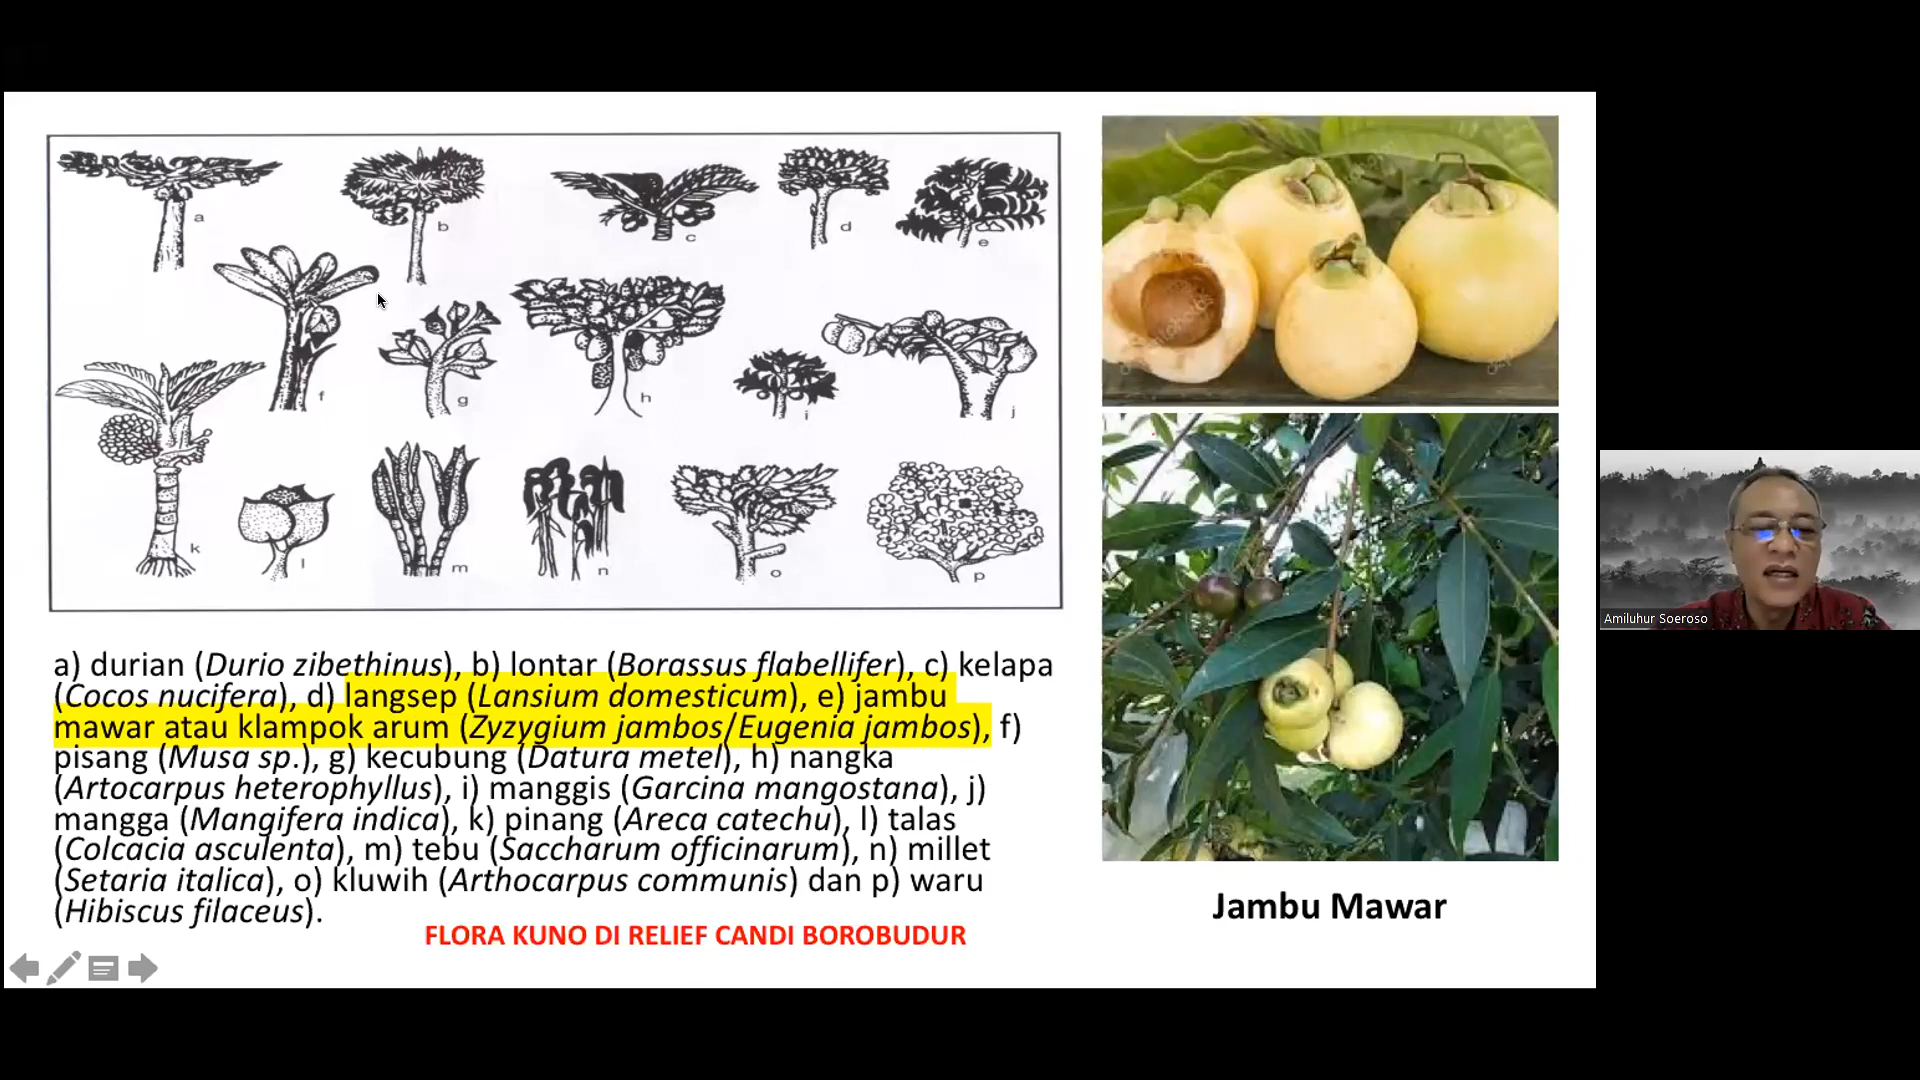 a
b
c
d
e
f
g
h
i
j
k
l
m
n
o
p
a) durian (Durio zibethinus), b) lontar (Borassus flabellifer), c) kelapa
(Cocos nucifera), d) langsep (Lansium domesticum), e) jambu
mawar atau klampok arum (Zyzygium jambos/Eugenia jambos), f)
pisang (Musa sp.), g) kecubung (Datura metel), h) nangka
(Artocarpus heterophyllus), i) manggis (Garcina mangostana), j)
mangga (Mangifera indica), k) pinang (Areca catechu), l) talas
(Colcacia asculenta), m) tebu (Saccharum officinarum), n) millet
(Setaria italica), o) kluwih (Arthocarpus communis) dan p) waru
(Hibiscus filaceus).
FLORA KUNO DI RELIEF CANDI BOROBUDUR
Jambu Mawar
Amiluhur Soeroso